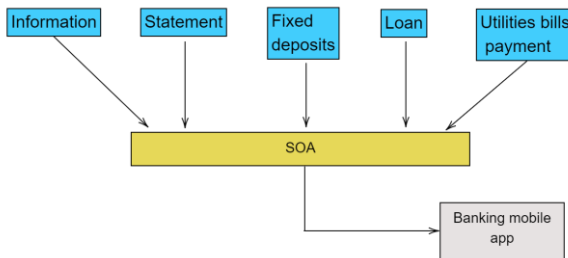 Information
Statement
Fixed
deposits
Loan
Utilities bills
payment
SOA
Banking mobile
app